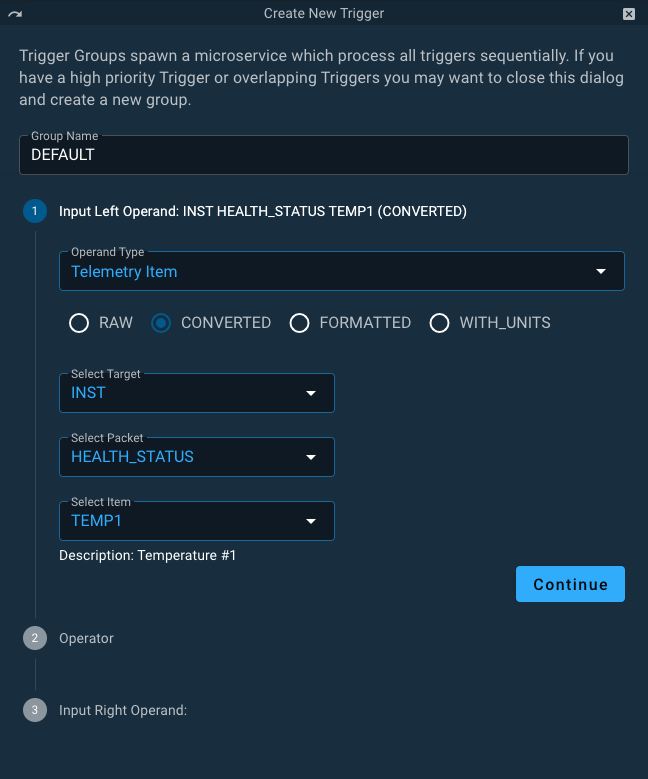 Create New Trigger
Trigger Groups spawn a microservice which process all triggers sequentially. If you
have a high priority Trigger or overlapping Triggers you may want to close this dialog
and create a new group.
Group Name
DEFAULT
1 Input Left Operand: INST HEALTH_STATUS TEMP1 (CONVERTED)
Operand Type
Telemetry Item
RAW CONVERTED FORMATTED WITH_UNITS
Select Target
INST
Select Packet
HEALTH_STATUS
Select Item
TEMP1
Description: Temperature #1
Continue
2 Operator
3 Input Right Operand: